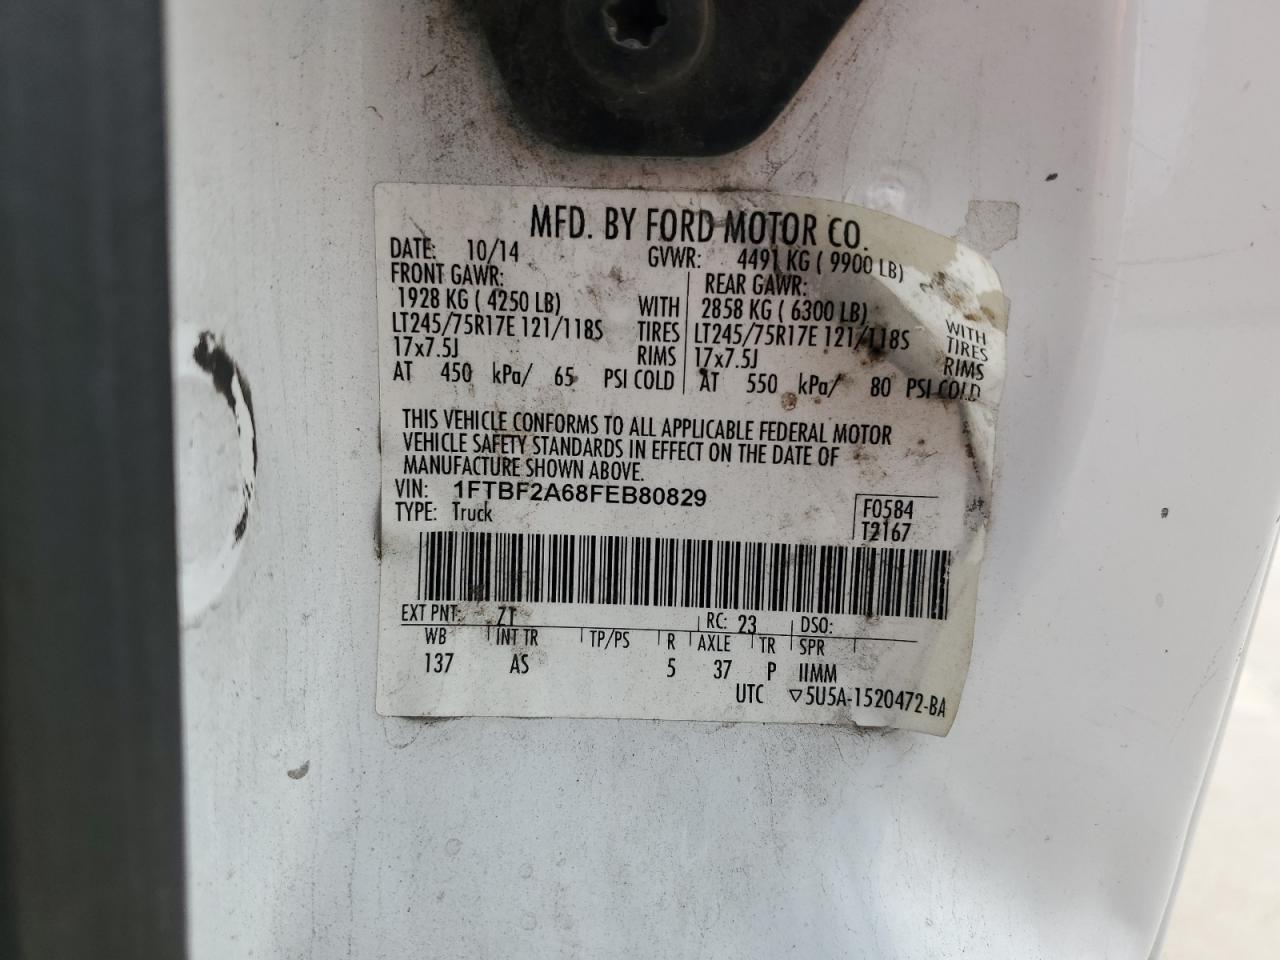 MFD. BY FORD MOTOR CO.
DATE: 10/14 GVWR: 4491 KG ( 9900 LB)
FRONT GAWR: REAR GAWR:
1928 KG ( 4250 LB) WITH 2858 KG ( 6300 LB) WITH
LT245/75R17E 121/118S TIRES LT245/75R17E 121/118S TIRES
17x7.5J RIMS 17x7.5J RIMS
AT 450 kPa/ 65 PSI COLD AT 550 kPa/ 80 PSI COLD
THIS VEHICLE CONFORMS TO ALL APPLICABLE FEDERAL MOTOR
VEHICLE SAFETY STANDARDS IN EFFECT ON THE DATE OF
MANUFACTURE SHOWN ABOVE.
VIN: 1FTBF2A68FEB80829 F0584
TYPE: Truck T2167
EXT PNT: Z1 RC: 23 DSO:
WB INT TR TP/PS R AXLE TR SPR
137 AS 5 37 P IIMM
UTC ▽5U5A-1520472-BA